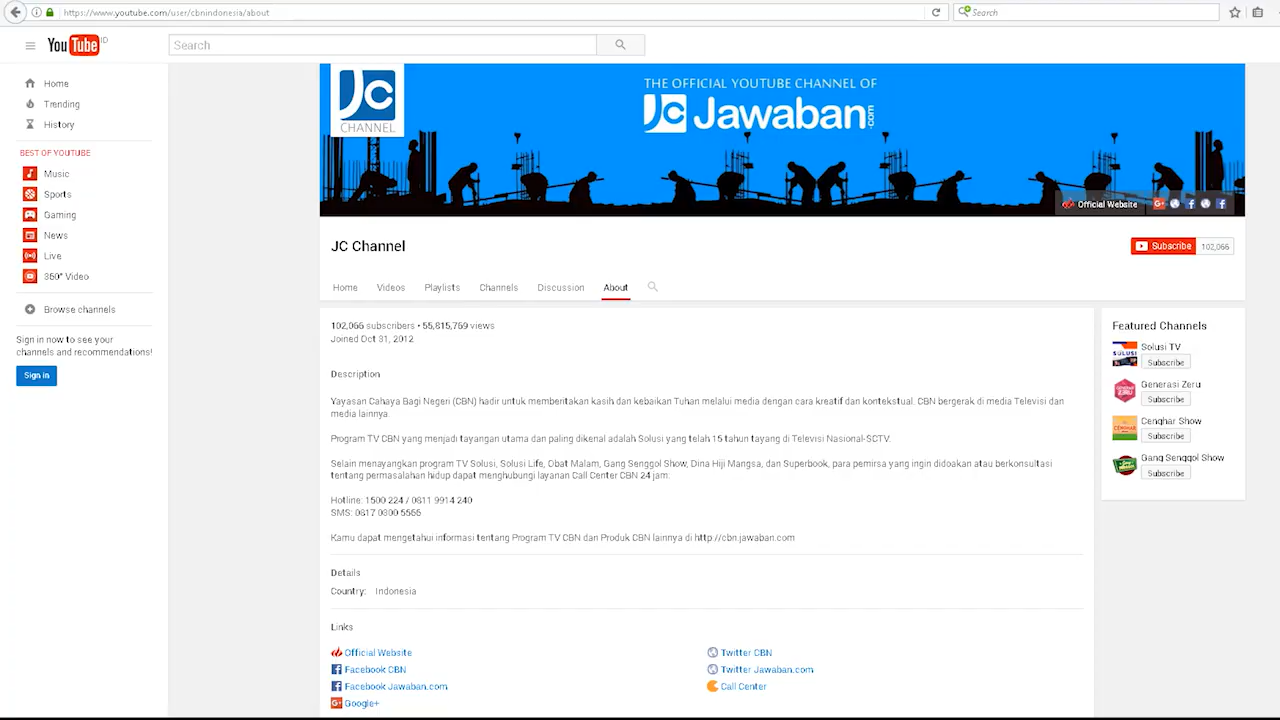 https://www.youtube.com/user/cbnindonesia/about
Search
YouTube ID
Search
Home
Trending
History
BEST OF YOUTUBE
Music
Sports
Gaming
News
Live
360° Video
Browse channels
Sign in now to see your
channels and recommendations!
Sign in
JC
CHANNEL
THE OFFICIAL YOUTUBE CHANNEL OF
JC Jawaban.com
Official Website
JC Channel
Subscribe 102,066
Home Videos Playlists Channels Discussion About
102,066 subscribers • 55,815,769 views
Joined Oct 31, 2012
Description
Yayasan Cahaya Bagi Negeri (CBN) hadir untuk memberitakan kasih dan kebaikan Tuhan melalui media dengan cara kreatif dan kontekstual. CBN bergerak di media Televisi dan
media lainnya.
Program TV CBN yang menjadi tayangan utama dan paling dikenal adalah Solusi yang telah 15 tahun tayang di Televisi Nasional-SCTV.
Selain menayangkan program TV Solusi, Solusi Life, Obat Malam, Gang Senggol Show, Dina Hiji Mangsa, dan Superbook, para pemirsa yang ingin didoakan atau berkonsultasi
tentang permasalahan hidup dapat menghubungi layanan Call Center CBN 24 jam.
Hotline: 1500 224 / 0811 9914 240
SMS: 0817 0300 5566
Kamu dapat mengetahui informasi tentang Program TV CBN dan Produk CBN lainnya di http://cbn.jawaban.com
Details
Country: Indonesia
Links
Official Website
Facebook CBN
Facebook Jawaban.com
Google+
Twitter CBN
Twitter Jawaban.com
Call Center
Featured Channels
SOLUSI
Solusi TV
Subscribe
Generasi Zeru
Subscribe
Cenghar Show
Subscribe
Gang Senggol Show
Subscribe